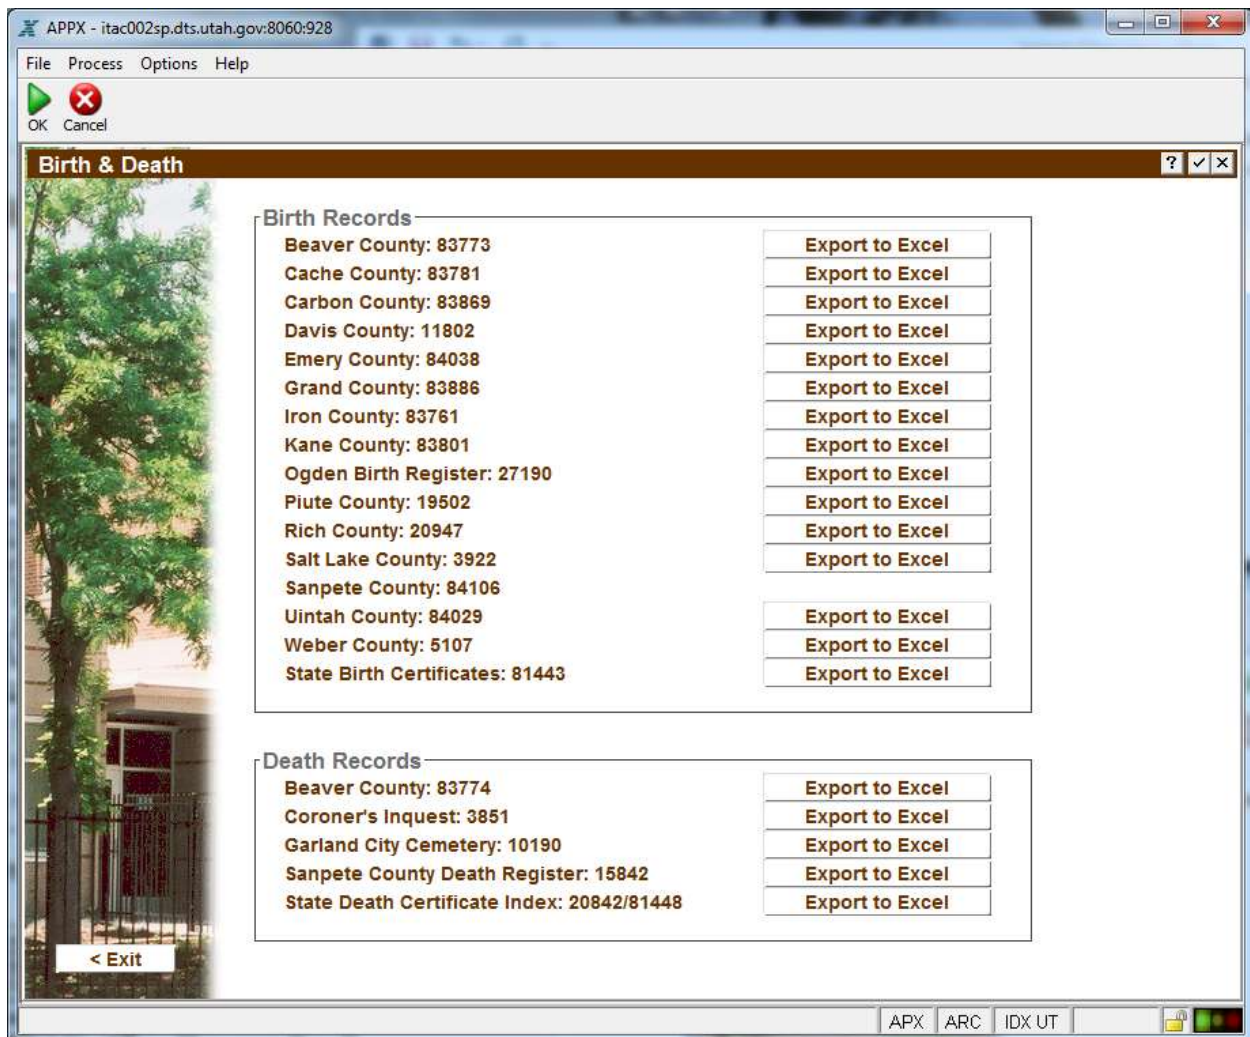 APPX - itac002sp.dts.utah.gov:8060:928
File Process Options Help
OK Cancel
Birth & Death
Birth Records
Beaver County: 83773 Export to Excel
Cache County: 83781 Export to Excel
Carbon County: 83869 Export to Excel
Davis County: 11802 Export to Excel
Emery County: 84038 Export to Excel
Grand County: 83886 Export to Excel
Iron County: 83761 Export to Excel
Kane County: 83801 Export to Excel
Ogden Birth Register: 27190 Export to Excel
Piute County: 19502 Export to Excel
Rich County: 20947 Export to Excel
Salt Lake County: 3922 Export to Excel
Sanpete County: 84106
Uintah County: 84029 Export to Excel
Weber County: 5107 Export to Excel
State Birth Certificates: 81443 Export to Excel
Death Records
Beaver County: 83774 Export to Excel
Coroner's Inquest: 3851 Export to Excel
Garland City Cemetery: 10190 Export to Excel
Sanpete County Death Register: 15842 Export to Excel
State Death Certificate Index: 20842/81448 Export to Excel
< Exit
APX ARC IDX UT